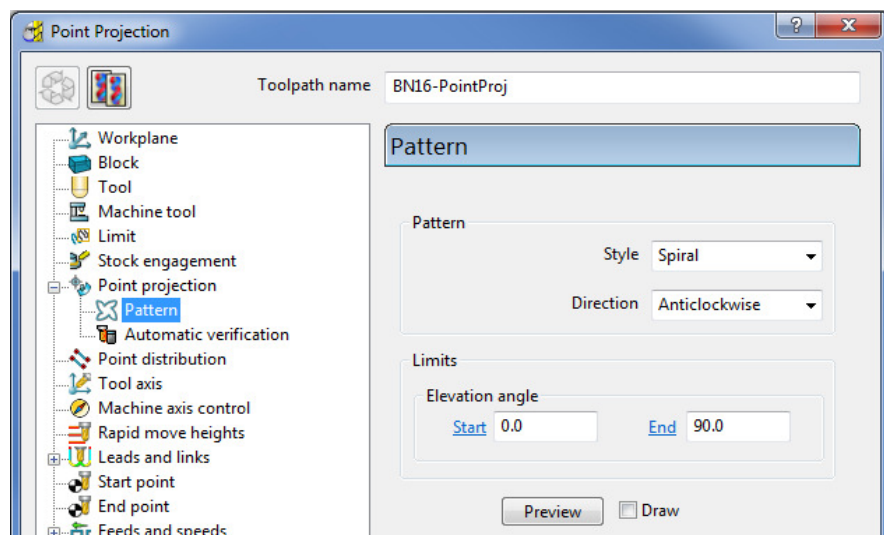 Point Projection
Toolpath name BN16-PointProj
Workplane
Block
Tool
Machine tool
Limit
Stock engagement
Point projection
Pattern
Automatic verification
Point distribution
Tool axis
Machine axis control
Rapid move heights
Leads and links
Start point
End point
Feeds and speeds
Pattern
Pattern
Style Spiral
Direction Anticlockwise
Limits
Elevation angle
Start 0.0 End 90.0
Preview Draw